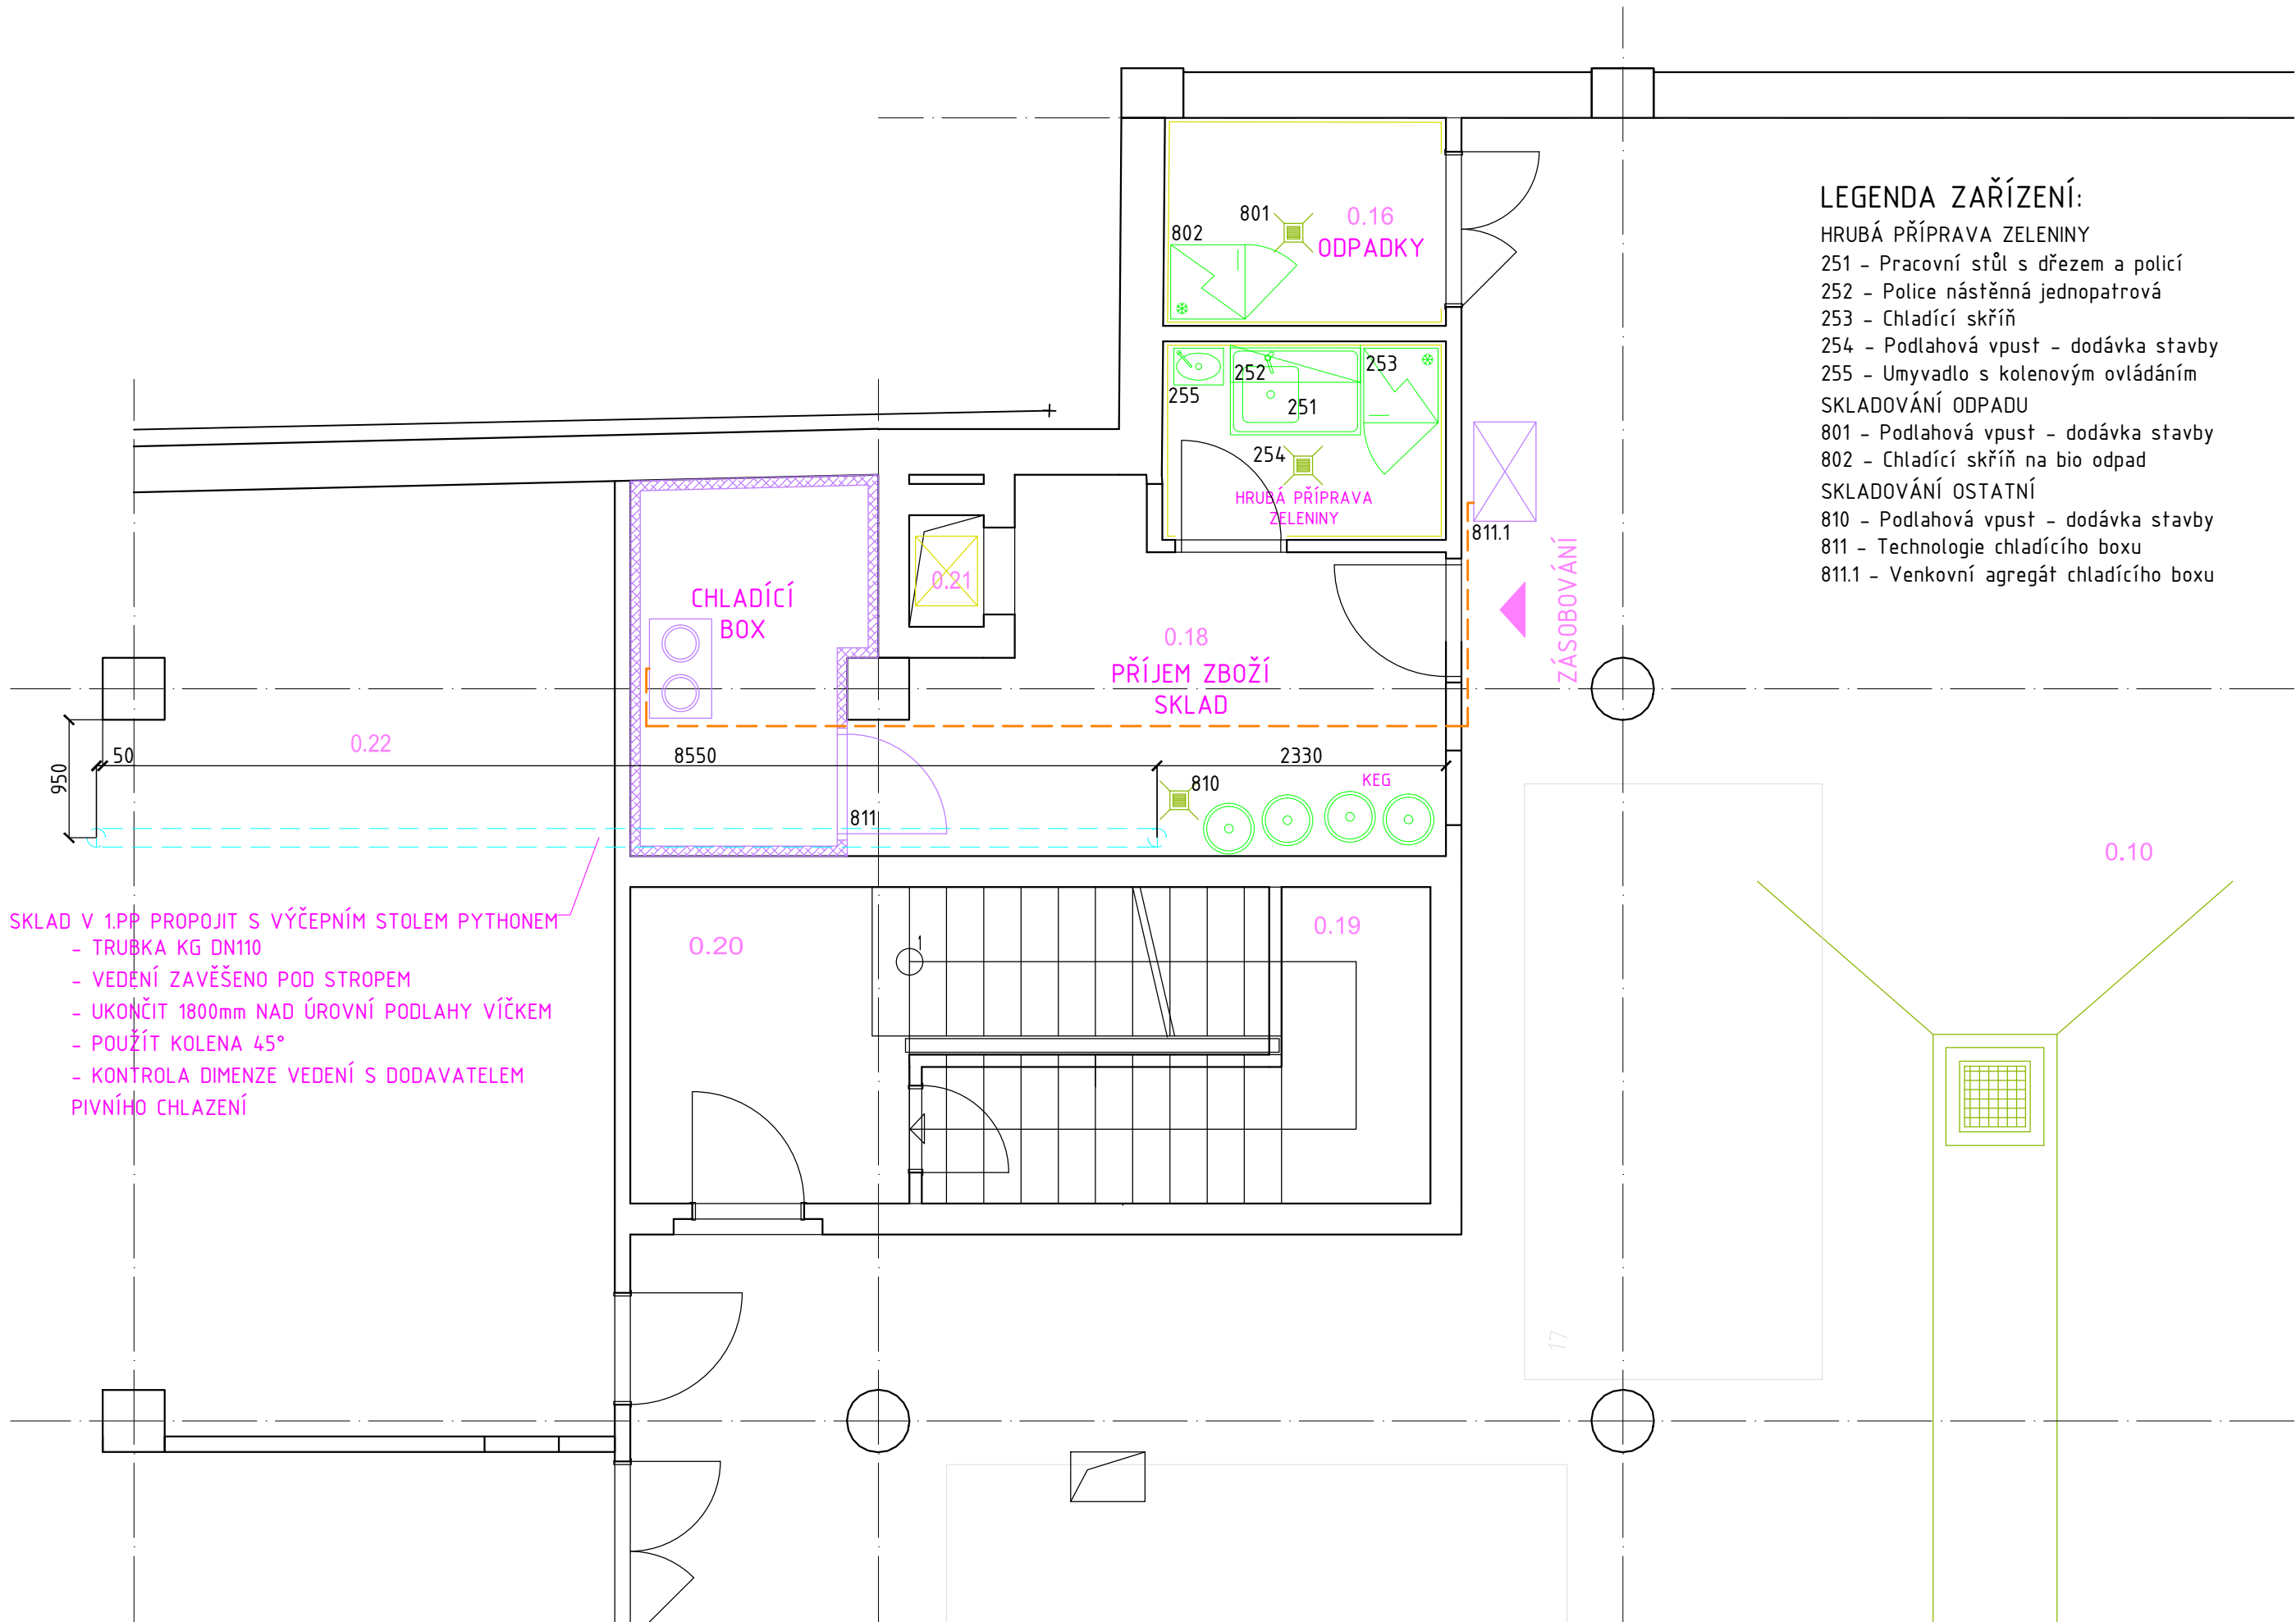 LEGENDA ZAŘÍZENÍ:
HRUBÁ PŘÍPRAVA ZELENINY
251 - Pracovní stůl s dřezem a policí
252 - Police nástěnná jednopatrová
253 - Chladící skříň
254 - Podlahová vpust - dodávka stavby
255 - Umyvadlo s kolenovým ovládáním
SKLADOVÁNÍ ODPADU
801 - Podlahová vpust - dodávka stavby
802 - Chladící skříň na bio odpad
SKLADOVÁNÍ OSTATNÍ
810 - Podlahová vpust - dodávka stavby
811 - Technologie chladícího boxu
811.1 - Venkovní agregát chladícího boxu
801
0.16
802
ODPADKY
252
253
255
251
254
HRUBÁ PŘÍPRAVA
ZELENINY
811.1
ZÁSOBOVÁNÍ
CHLADÍCÍ
BOX
0.21
0.18
PŘÍJEM ZBOŽÍ
SKLAD
0.22
950
50
8550
2330
810
KEG
811
0.10
SKLAD V 1.PP PROPOJIT S VÝČEPNÍM STOLEM PYTHONEM
- TRUBKA KG DN110
- VEDENÍ ZAVĚŠENO POD STROPEM
- UKONČIT 1800mm NAD ÚROVNÍ PODLAHY VÍČKEM
- POUŽÍT KOLENA 45°
- KONTROLA DIMENZE VEDENÍ S DODAVATELEM
PIVNÍHO CHLAZENÍ
0.20
1
0.19
17